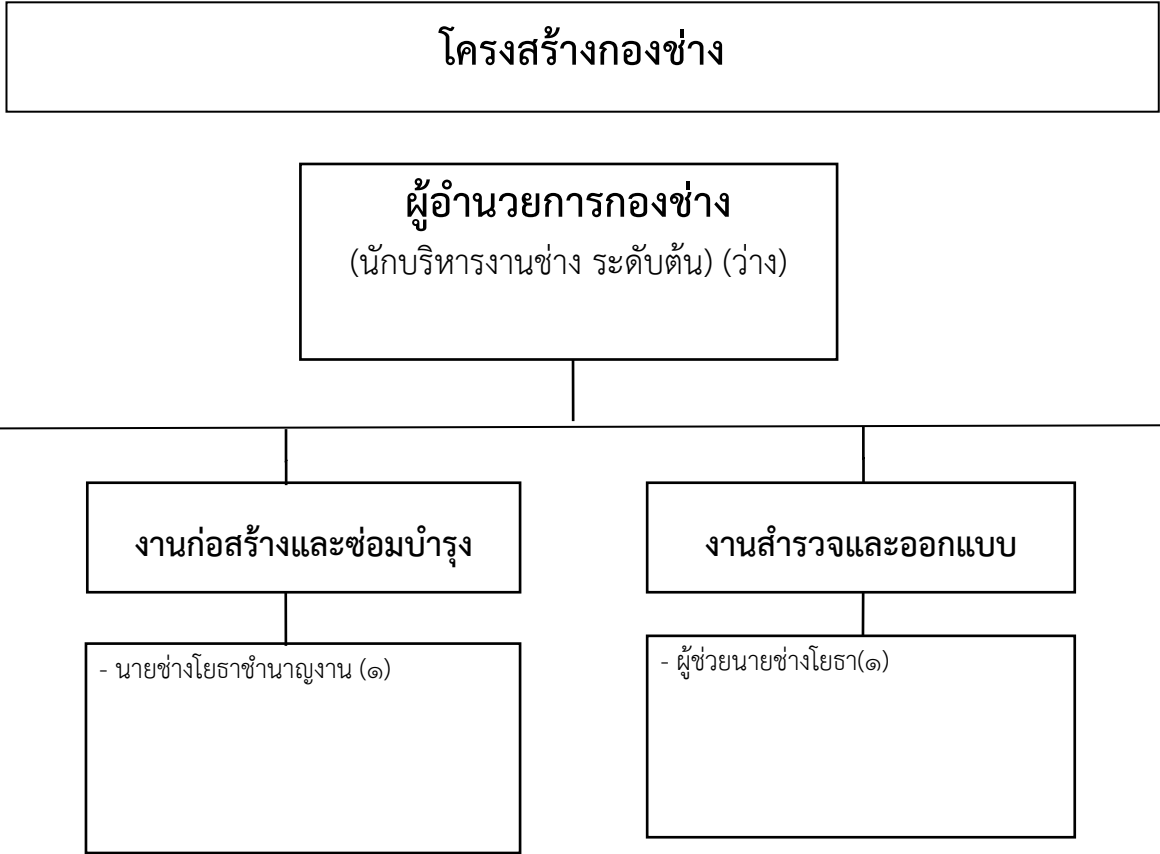 โครงสร้างกองช่าง
ผู้อำนวยการกองช่าง
(นักบริหารงานช่าง ระดับต้น) (ว่าง)
งานก่อสร้างและซ่อมบำรุง
งานสำรวจและออกแบบ
- นายช่างโยธาชำนาญงาน (๑)
- ผู้ช่วยนายช่างโยธา(๑)